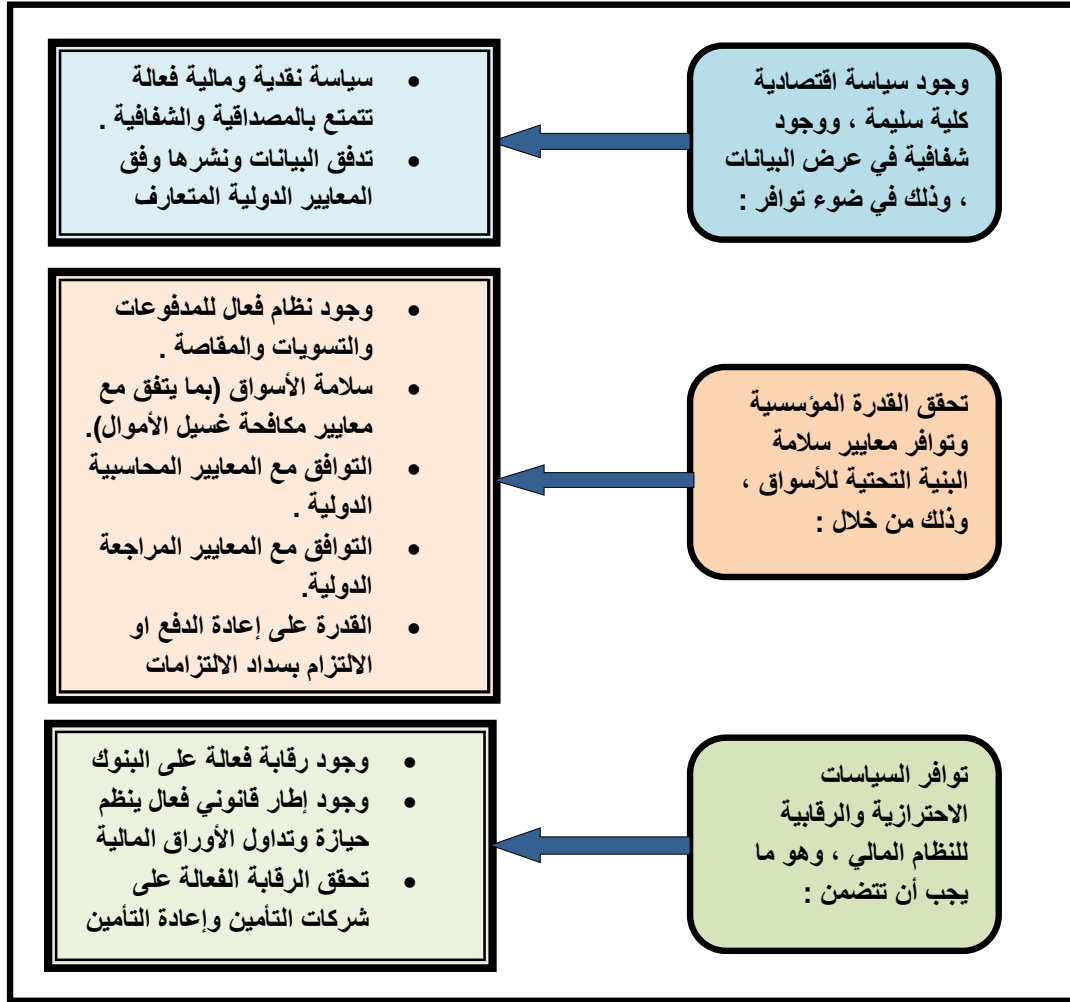 وجود سياسة اقتصادية
كلية سليمة ، ووجود
شفافية في عرض البيانات
، وذلك في ضوء توافر :
• سياسة نقدية ومالية فعالة
تتمتع بالمصداقية والشفافية .
• تدفق البيانات ونشرها وفق
المعايير الدولية المتعارف
تحقق القدرة المؤسسية
وتوافر معايير سلامة
البنية التحتية للأسواق ،
وذلك من خلال :
• وجود نظام فعال للمدفوعات
والتسويات والمقاصة .
• سلامة الأسواق (بما يتفق مع
معايير مكافحة غسيل الأموال).
• التوافق مع المعايير المحاسبية
الدولية .
• التوافق مع المعايير المراجعة
الدولية.
• القدرة على إعادة الدفع او
الالتزام بسداد الالتزامات
توافر السياسات
الاحترازية والرقابية
للنظام المالي ، وهو ما
يجب أن تتضمن :
• وجود رقابة فعالة على البنوك
• وجود إطار قانوني فعال ينظم
حيازة وتداول الأوراق المالية
• تحقق الرقابة الفعالة على
شركات التأمين وإعادة التأمين